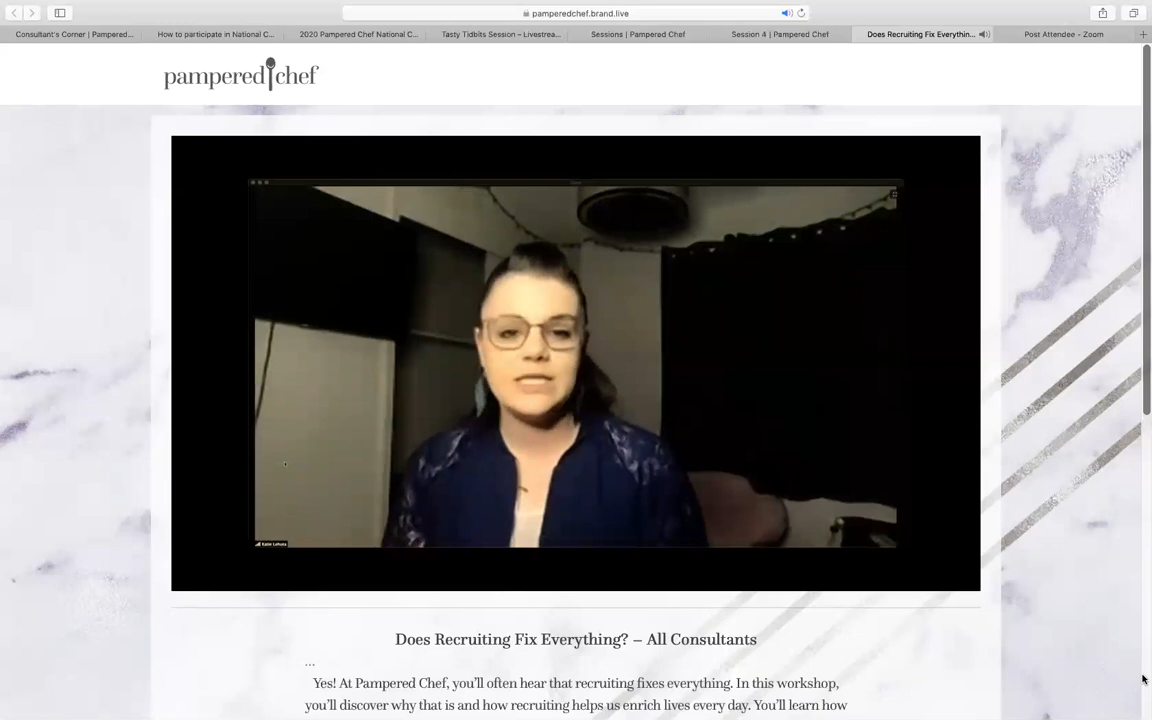 pamperedchef.brand.live
Consultant's Corner | Pampered...
How to participate in National C...
2020 Pampered Chef National C...
Tasty Tidbits Session – Livestrea...
Sessions | Pampered Chef
Session 4 | Pampered Chef
Does Recruiting Fix Everythin...
Post Attendee - Zoom
pampered chef
Does Recruiting Fix Everything? – All Consultants
...
Yes! At Pampered Chef, you'll often hear that recruiting fixes everything. In this workshop,
you'll discover why that is and how recruiting helps us enrich lives every day. You'll learn how